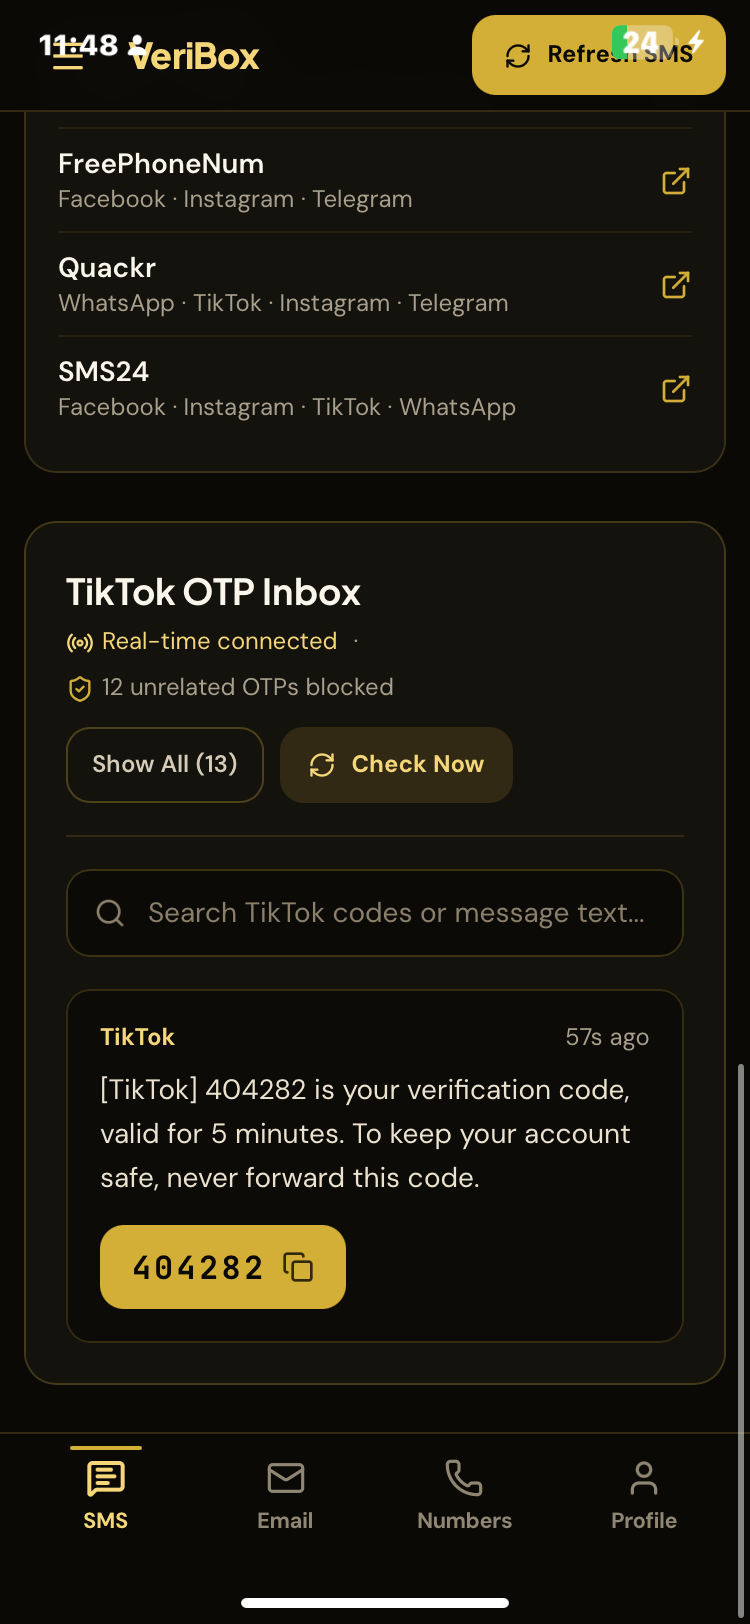 11:48
VeriBox
Refresh SMS
24
FreePhoneNum
Facebook · Instagram · Telegram
Quackr
WhatsApp · TikTok · Instagram · Telegram
SMS24
Facebook · Instagram · TikTok · WhatsApp
TikTok OTP Inbox
Real-time connected ·
12 unrelated OTPs blocked
Show All (13)
Check Now
Search TikTok codes or message text...
TikTok
57s ago
[TikTok] 404282 is your verification code,
valid for 5 minutes. To keep your account
safe, never forward this code.
404282
SMS
Email
Numbers
Profile